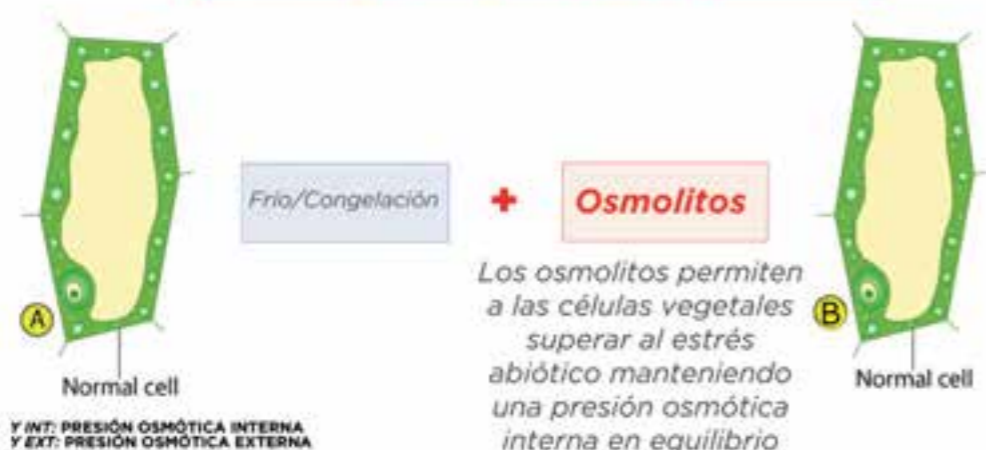 Frío/Congelación
+
Osmolitos
Los osmolitos permiten
a las células vegetales
superar al estrés
abiótico manteniendo
una presión osmótica
interna en equilibrio
A
Normal cell
B
Normal cell
Y INT: PRESIÓN OSMÓTICA INTERNA
Y EXT: PRESIÓN OSMÓTICA EXTERNA